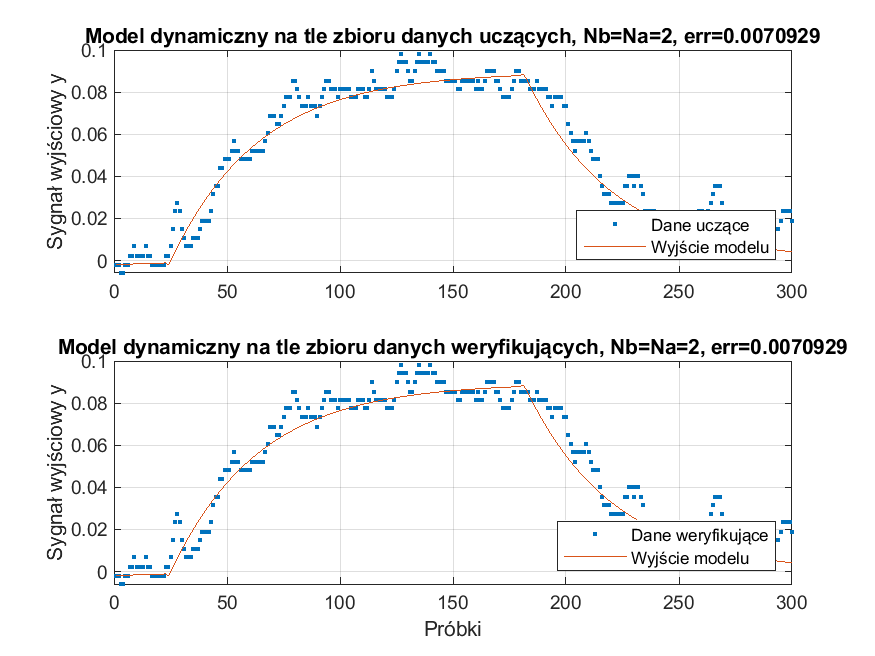 Model dynamiczny na tle zbioru danych uczących, Nb=Na=2, err=0.0070929
0.1
0.08
0.06
0.04
0.02
0
Sygnał wyjściowy y
Dane uczące
Wyjście modelu
0 50 100 150 200 250 300
Model dynamiczny na tle zbioru danych weryfikujących, Nb=Na=2, err=0.0070929
0.1
0.08
0.06
0.04
0.02
0
Sygnał wyjściowy y
Dane weryfikujące
Wyjście modelu
0 50 100 150 200 250 300
Próbki